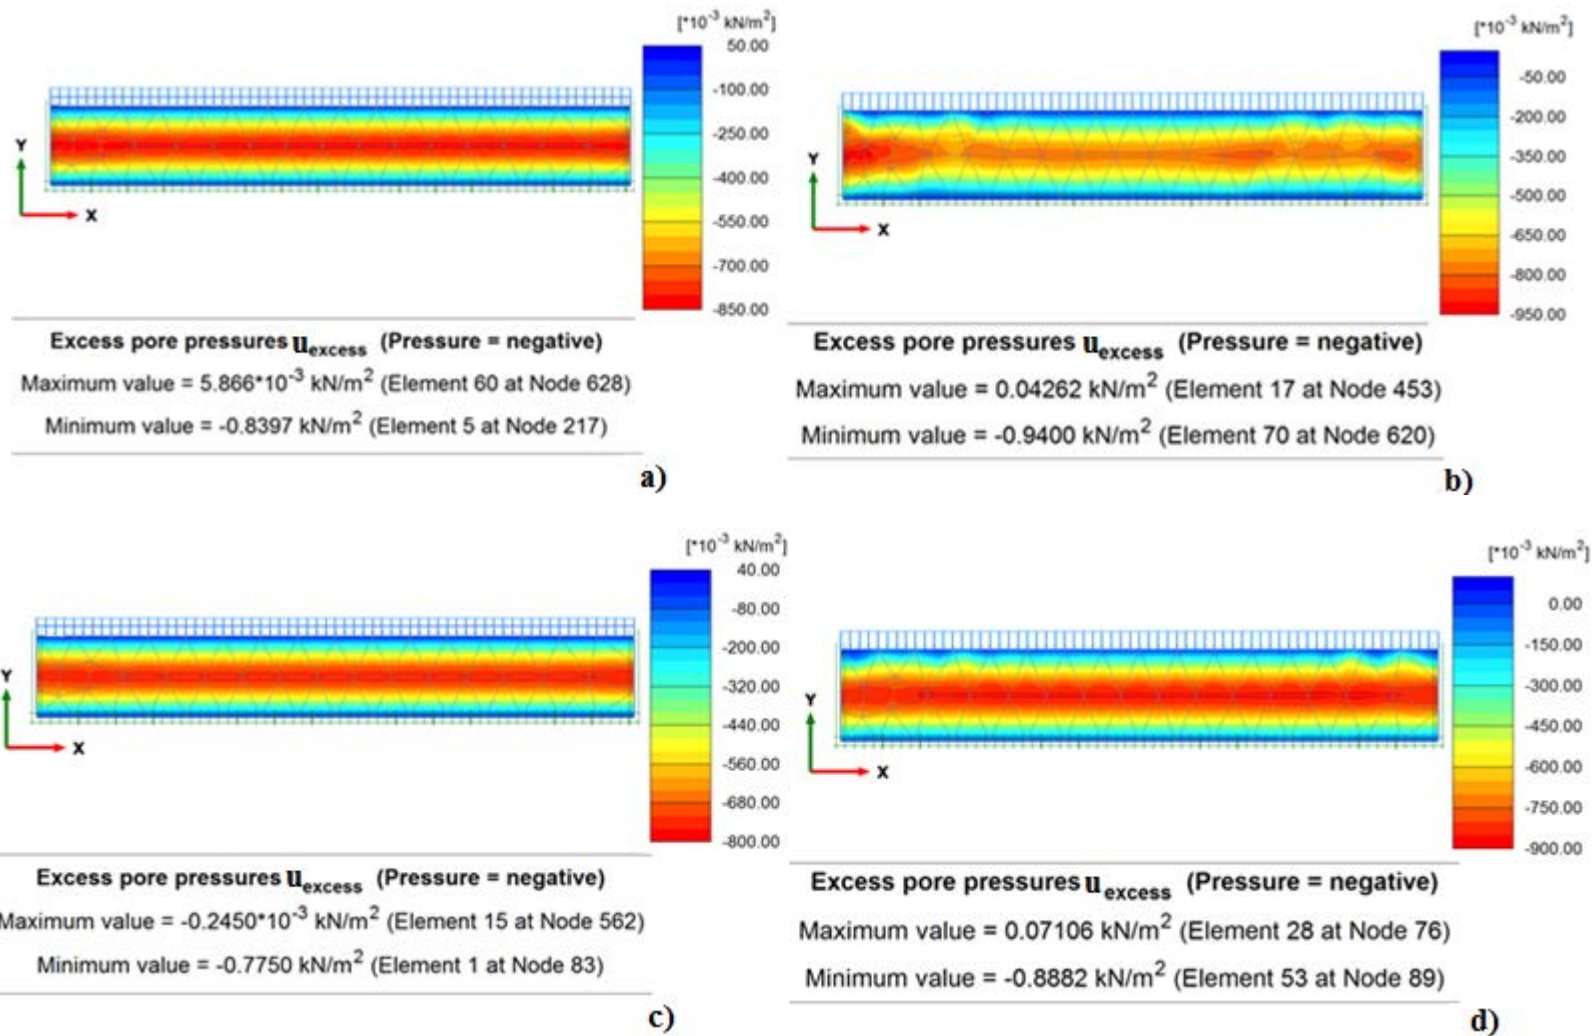 [*10-3 kN/m2]
50.00
-100.00
-250.00
-400.00
-550.00
-700.00
-850.00
Y
X
Excess pore pressures uexcess (Pressure = negative)
Maximum value = 5.866*10-3 kN/m2 (Element 60 at Node 628)
Minimum value = -0.8397 kN/m2 (Element 5 at Node 217)
a)
[*10-3 kN/m2]
-50.00
-200.00
-350.00
-500.00
-650.00
-800.00
-950.00
Y
X
Excess pore pressures uexcess (Pressure = negative)
Maximum value = 0.04262 kN/m2 (Element 17 at Node 453)
Minimum value = -0.9400 kN/m2 (Element 70 at Node 620)
b)
[*10-3 kN/m2]
40.00
-80.00
-200.00
-320.00
-440.00
-560.00
-680.00
-800.00
Y
X
Excess pore pressures uexcess (Pressure = negative)
Maximum value = -0.2450*10-3 kN/m2 (Element 15 at Node 562)
Minimum value = -0.7750 kN/m2 (Element 1 at Node 83)
c)
[*10-3 kN/m2]
0.00
-150.00
-300.00
-450.00
-600.00
-750.00
-900.00
Y
X
Excess pore pressures uexcess (Pressure = negative)
Maximum value = 0.07106 kN/m2 (Element 28 at Node 76)
Minimum value = -0.8882 kN/m2 (Element 53 at Node 89)
d)